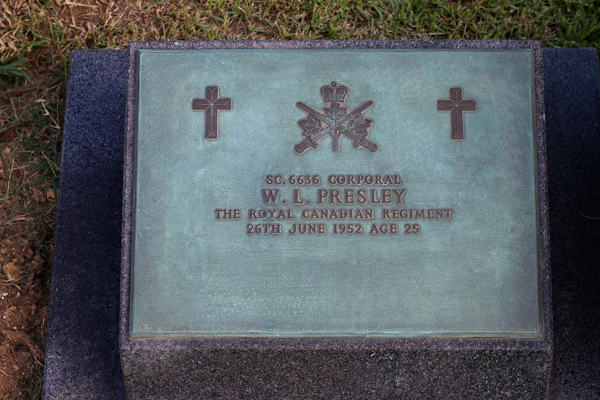 SC. 6636 CORPORAL
W. L. PRESLEY
THE ROYAL CANADIAN REGIMENT
26TH JUNE 1952 AGE 25